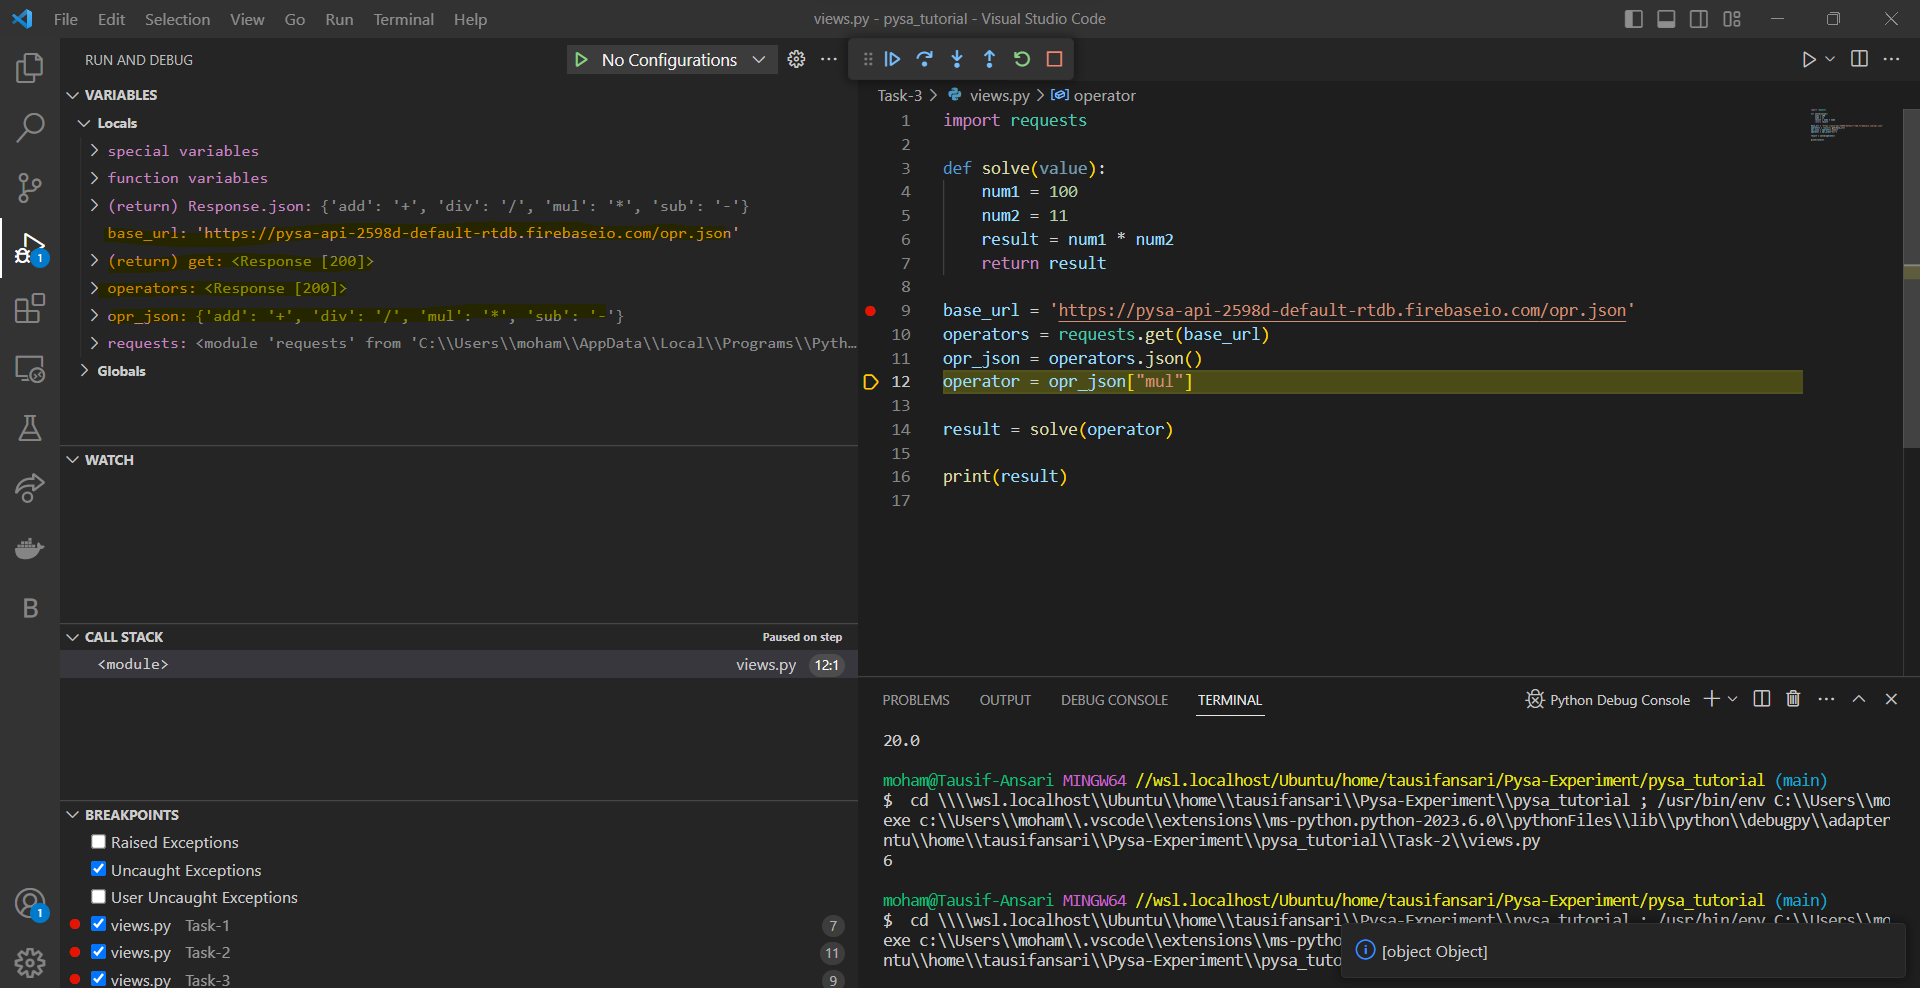 File Edit Selection View Go Run Terminal Help
views.py - pysa_tutorial - Visual Studio Code
RUN AND DEBUG
No Configurations
VARIABLES
Locals
special variables
function variables
(return) Response.json: {'add': '+', 'div': '/', 'mul': '*', 'sub': '-'}
base_url: 'https://pysa-api-2598d-default-rtdb.firebaseio.com/opr.json'
(return) get: <Response [200]>
operators: <Response [200]>
opr_json: {'add': '+', 'div': '/', 'mul': '*', 'sub': '-'}
requests: <module 'requests' from 'C:\\Users\\moham\\AppData\\Local\\Programs\\Pyth…
Globals
WATCH
CALL STACK
Paused on step
<module>
views.py 12:1
BREAKPOINTS
Raised Exceptions
Uncaught Exceptions
User Uncaught Exceptions
views.py Task-1 7
views.py Task-2 11
views.py Task-3 9
1
B
1
Task-3 > views.py > operator
1 import requests
2
3 def solve(value):
4 num1 = 100
5 num2 = 11
6 result = num1 * num2
7 return result
8
9 base_url = 'https://pysa-api-2598d-default-rtdb.firebaseio.com/opr.json'
10 operators = requests.get(base_url)
11 opr_json = operators.json()
12 operator = opr_json["mul"]
13
14 result = solve(operator)
15
16 print(result)
17
PROBLEMS OUTPUT DEBUG CONSOLE TERMINAL
Python Debug Console
20.0
moham@Tausif-Ansari MINGW64 //wsl.localhost/Ubuntu/home/tausifansari/Pysa-Experiment/pysa_tutorial (main)
$ cd \\\\wsl.localhost\\Ubuntu\\home\\tausifansari\\Pysa-Experiment\\pysa_tutorial ; /usr/bin/env C:\\Users\\mo
exe c:\\Users\\moham\\.vscode\\extensions\\ms-python.python-2023.6.0\\pythonFiles\\lib\\python\\debugpy\\adapter
ntu\\home\\tausifansari\\Pysa-Experiment\\pysa_tutorial\\Task-2\\views.py
6
moham@Tausif-Ansari MINGW64 //wsl.localhost/Ubuntu/home/tausifansari/Pysa-Experiment/pysa_tutorial (main)
$ cd \\\\wsl.localhost\\Ubuntu\\home\\tausifansari\\Pysa-Experiment\\pysa_tutorial ; /usr/bin/env C:\\Users\\mo
exe c:\\Users\\moham\\.vscode\\extensions\\ms-pytho
ntu\\home\\tausifansari\\Pysa-Experiment\\pysa_tuto
[object Object]